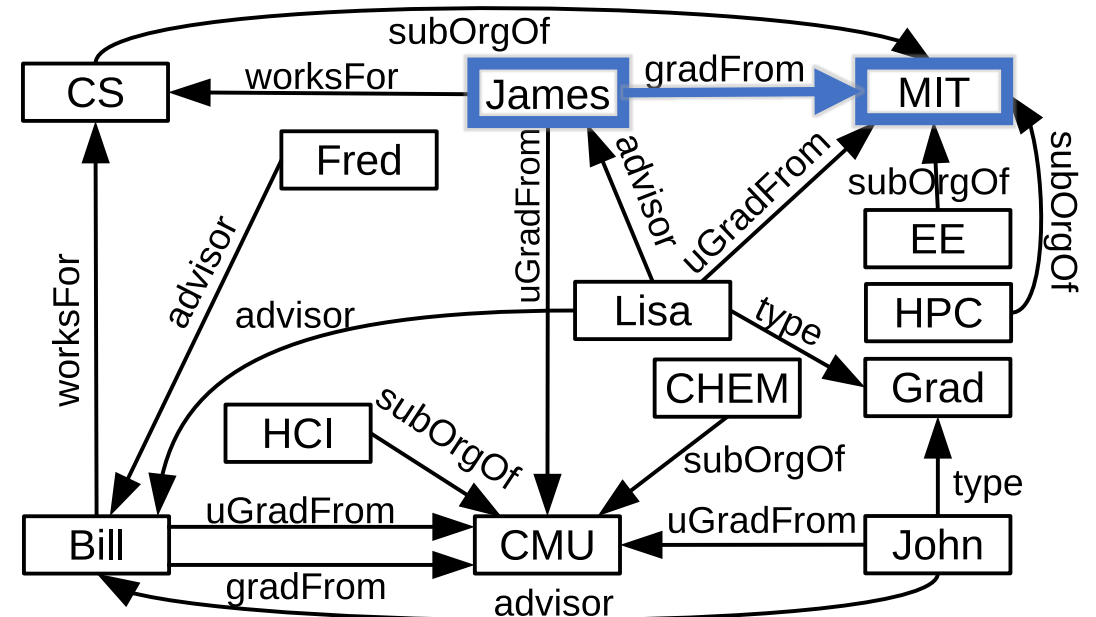 subOrgOf
CS
worksFor
James
gradFrom
MIT
Fred
uGradFrom
advisor
uGradFrom
subOrgOf
subOrgOf
EE
advisor
worksFor
advisor
Lisa
type
HPC
CHEM
Grad
HCI
subOrgOf
subOrgOf
type
Bill
uGradFrom
gradFrom
CMU
uGradFrom
John
advisor